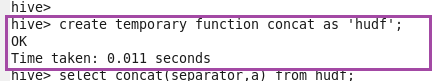 hive>
hive> create temporary function concat as 'hudf';
OK
Time taken: 0.011 seconds
hive> select concat(separator,a) from hudf;